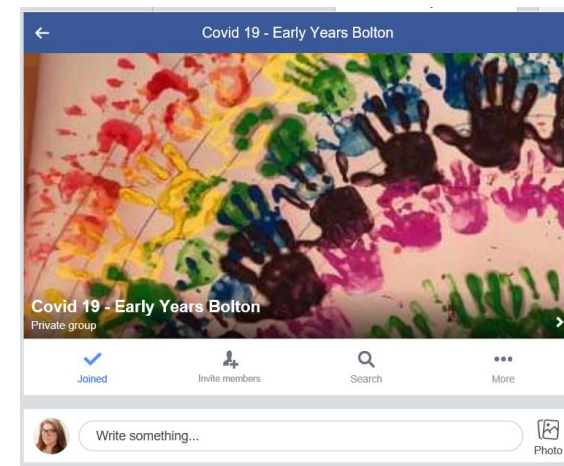 Covid 19 - Early Years Bolton
Covid 19 - Early Years Bolton
Private group
Joined
Invite members
Search
More
Write something...
Photo